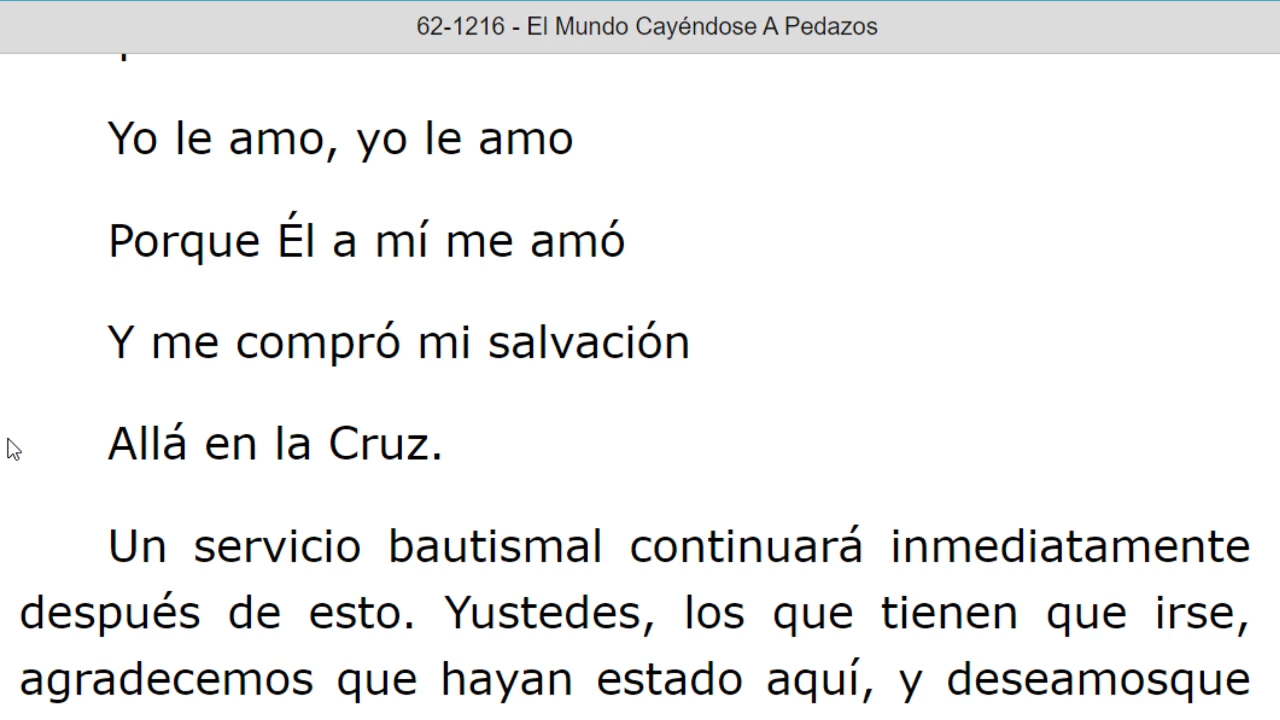 62-1216 - El Mundo Cayéndose A Pedazos
Yo le amo, yo le amo
Porque Él a mí me amó
Y me compró mi salvación
Allá en la Cruz.
Un servicio bautismal continuará inmediatamente
después de esto. Yustedes, los que tienen que irse,
agradecemos que hayan estado aquí, y deseamosque